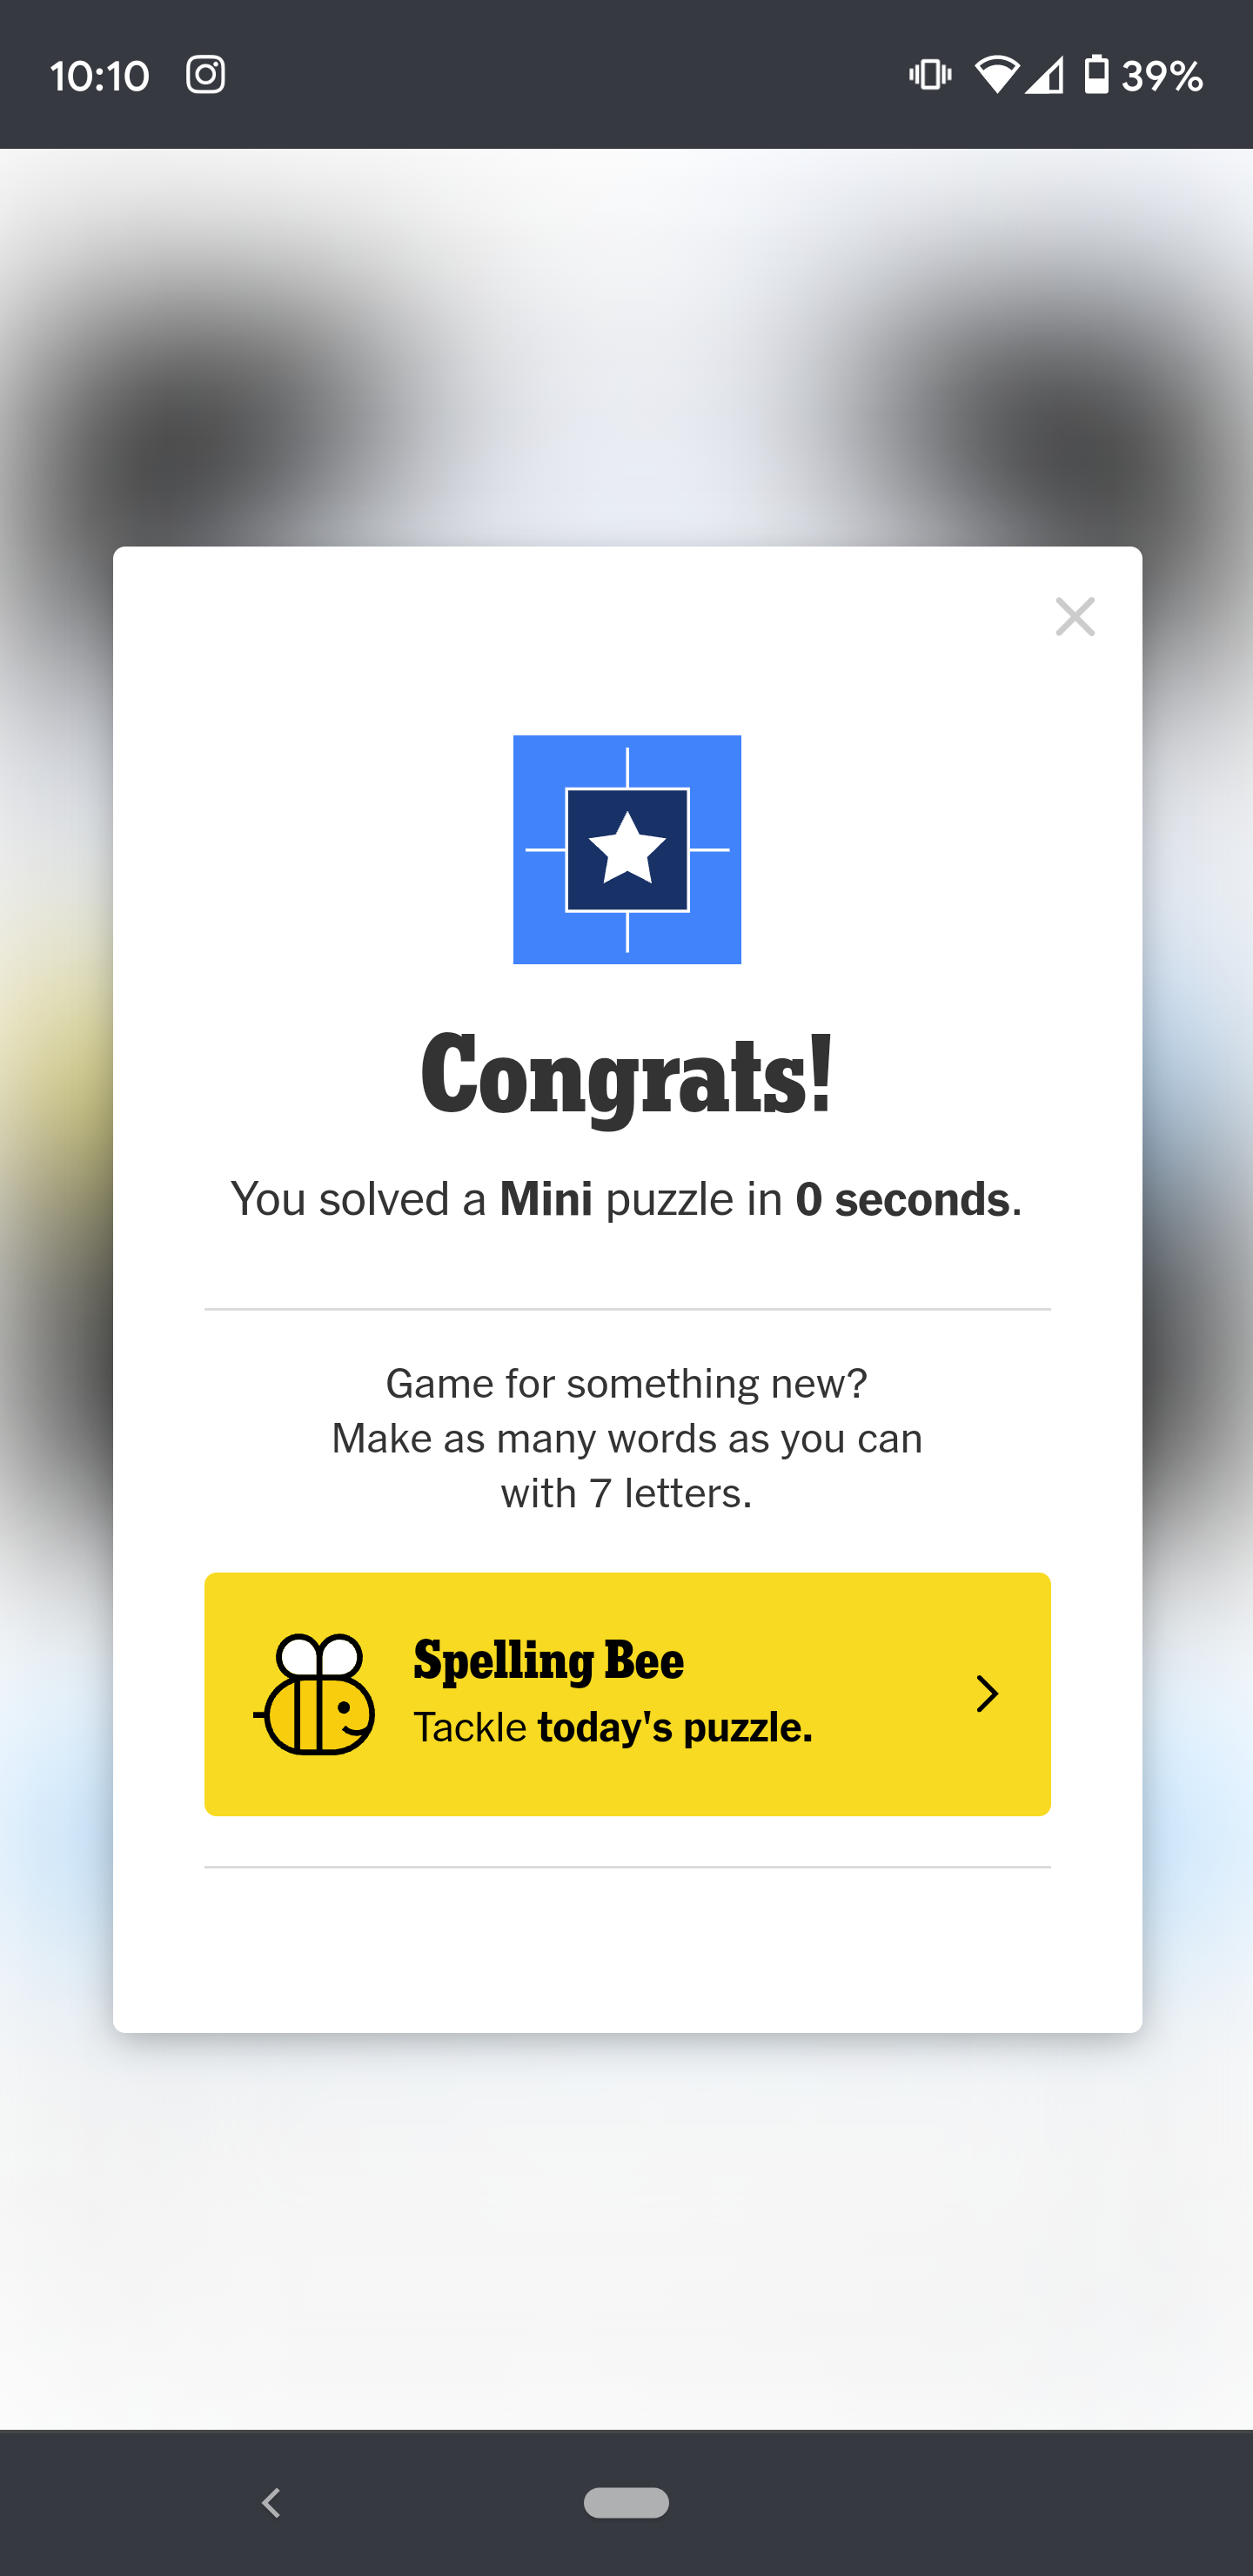 10:10 39%
Congrats!
You solved a Mini puzzle in 0 seconds.
Game for something new?
Make as many words as you can
with 7 letters.
Spelling Bee
Tackle today's puzzle.